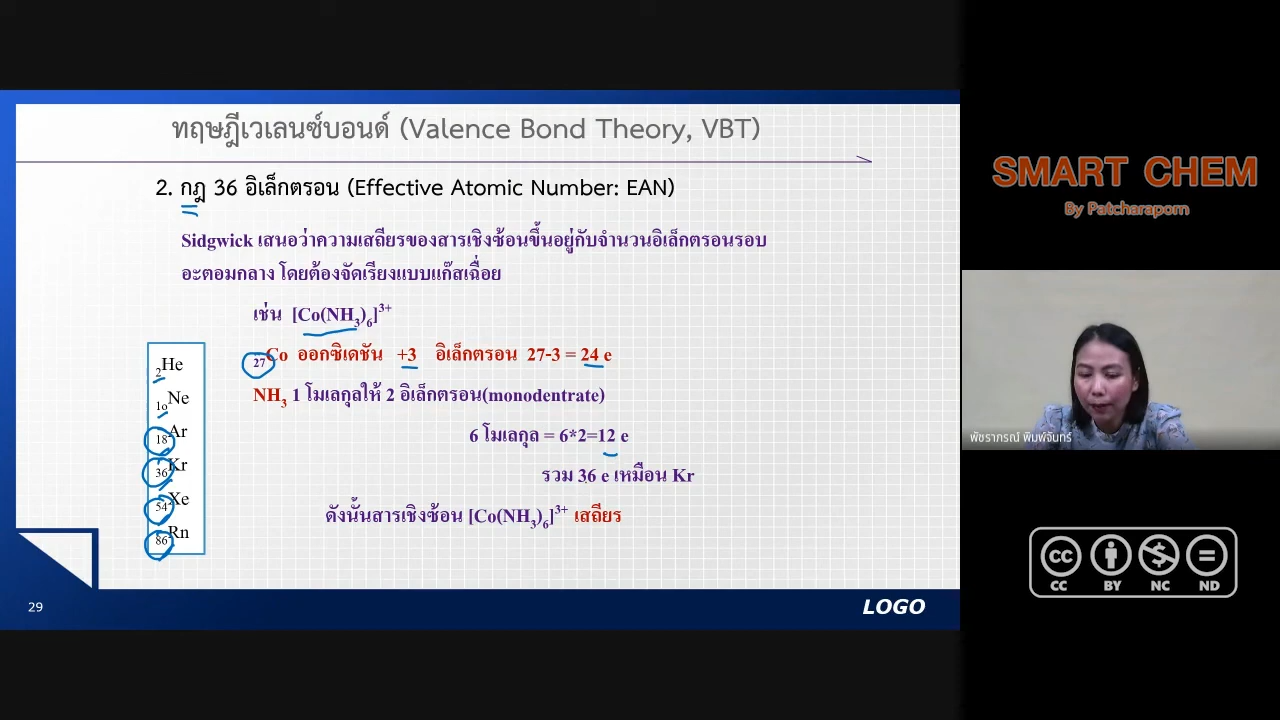 ทฤษฎีเวเลนซ์บอนด์ (Valence Bond Theory, VBT)
2. กฎ 36 อิเล็กตรอน (Effective Atomic Number: EAN)
Sidgwick เสนอว่าความเสถียรของสารเชิงซ้อนขึ้นอยู่กับจำนวนอิเล็กตรอนรอบ
อะตอมกลาง โดยต้องจัดเรียงแบบแก๊สเฉื่อย
เช่น [Co(NH₃)₆]³⁺
₂₇Co ออกซิเดชัน +3 อิเล็กตรอน 27-3 = 24 e
NH₃ 1 โมเลกุลให้ 2 อิเล็กตรอน(monodentrate)
6 โมเลกุล = 6*2=12 e
รวม 36 e เหมือน Kr
ดังนั้นสารเชิงซ้อน [Co(NH₃)₆]³⁺ เสถียร
₂He
₁₀Ne
₁₈Ar
₃₆Kr
₅₄Xe
₈₆Rn
29
LOGO
SMART CHEM
By Patcharaporn
พัชราภรณ์ พิมพ์จันทร์
CC BY NC ND